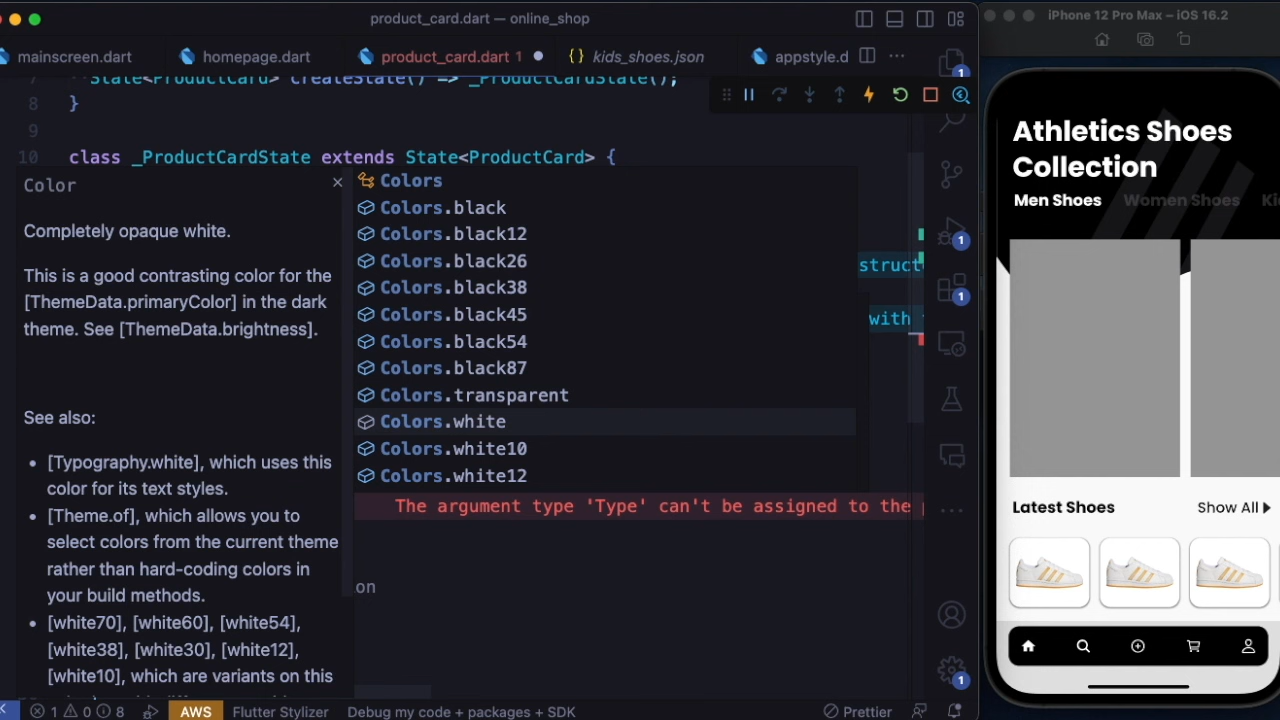 product_card.dart — online_shop
mainscreen.dart
homepage.dart
product_card.dart 1
kids_shoes.json
appstyle.d
State<ProductCard> createState() => _ProductCardState();
8 }
9
10 class _ProductCardState extends State<ProductCard> {
Color
Completely opaque white.
This is a good contrasting color for the
[ThemeData.primaryColor] in the dark
theme. See [ThemeData.brightness].
See also:
• [Typography.white], which uses this
color for its text styles.
• [Theme.of], which allows you to
select colors from the current theme
rather than hard-coding colors in
your build methods.
• [white70], [white60], [white54],
[white38], [white30], [white12],
[white10], which are variants on this
Colors
Colors.black
Colors.black12
Colors.black26
Colors.black38
Colors.black45
Colors.black54
Colors.black87
Colors.transparent
Colors.white
Colors.white10
Colors.white12
struct
with
The argument type 'Type' can't be assigned to the
on
1
1
1
1
1 0 8
AWS
Flutter Stylizer
Debug my code + packages + SDK
Prettier
iPhone 12 Pro Max – iOS 16.2
Athletics Shoes
Collection
Men Shoes Women Shoes Ki
Latest Shoes
Show All